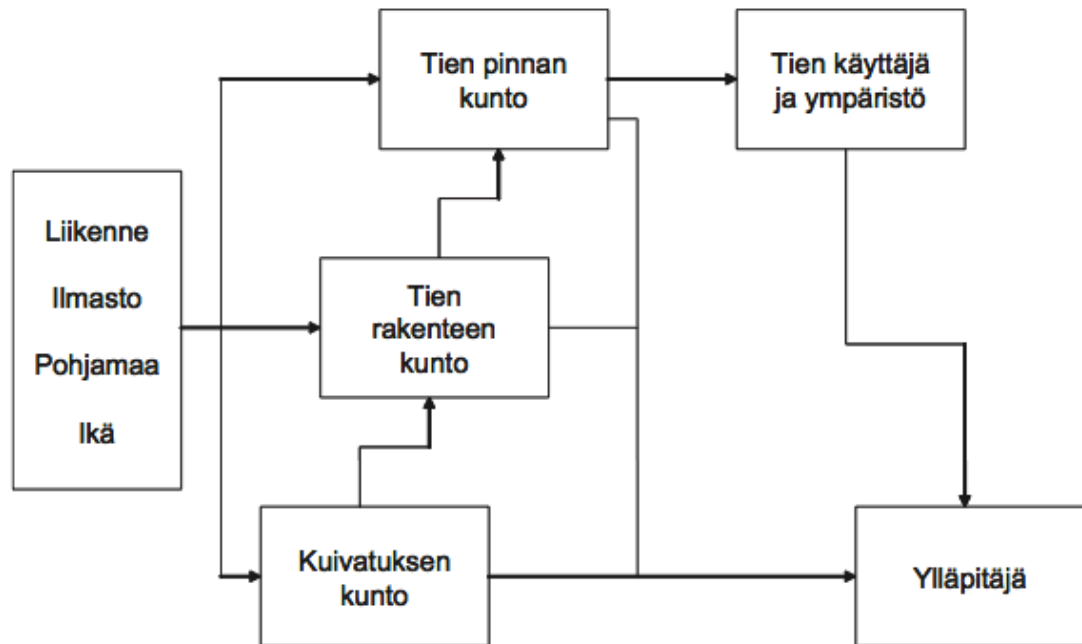 Tien pinnan
kunto
Tien käyttäjä
ja ympäristö
Liikenne
Ilmasto
Pohjamaa
Ikä
Tien
rakenteen
kunto
Kuivatuksen
kunto
Ylläpitäjä